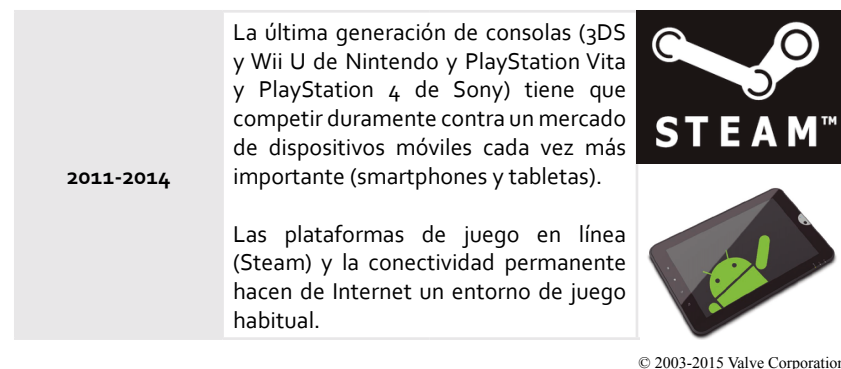 2011-2014
La última generación de consolas (3DS
y Wii U de Nintendo y PlayStation Vita
y PlayStation 4 de Sony) tiene que
competir duramente contra un mercado
de dispositivos móviles cada vez más
importante (smartphones y tabletas).
Las plataformas de juego en línea
(Steam) y la conectividad permanente
hacen de Internet un entorno de juego
habitual.
STEAM™
© 2003-2015 Valve Corporation